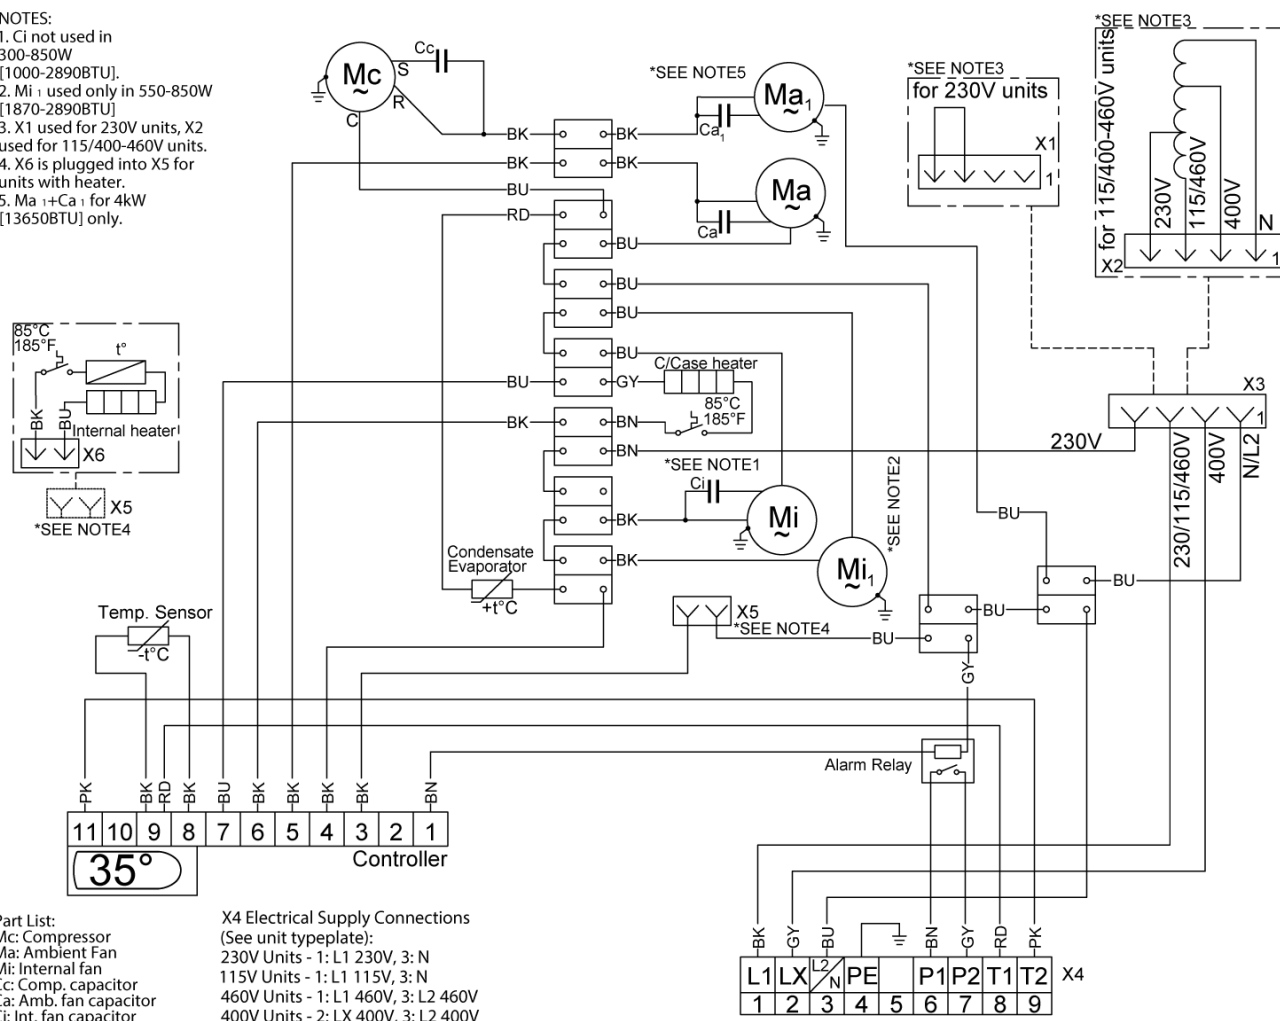 NOTES:
1. Ci not used in
300-850W
[1000-2890BTU].
2. Mi 1 used only in 550-850W
[1870-2890BTU]
3. X1 used for 230V units, X2
used for 115/400-460V units.
4. X6 is plugged into X5 for
units with heater.
5. Ma 1+Ca 1 for 4kW
[13650BTU] only.
Cc
Mc
~
S
R
C
*SEE NOTE5
Ma1
~
Ca1
BK
BK
BK
BK
Ma
~
Ca
BU
RD
BU
*SEE NOTE3
for 230V units
X1
1
*SEE NOTE3
for 115/400-460V units
230V
115/460V
400V
N
X2
1
BU
BU
BU
BU
GY
C/Case heater
85°C
185°F
BK
BN
BN
230V
X3
1
230/115/460V
400V
N/L2
85°C
185°F
t°
BK
BU
Internal heater
X6
X5
*SEE NOTE4
*SEE NOTE1
Ci
BK
Mi
~
*SEE NOTE2
BK
Mi1
~
BU
BU
Condensate
Evaporator
+t°C
X5
*SEE NOTE4
BU
BU
GY
Temp. Sensor
-t°C
Alarm Relay
PK
BK
RD
BK
BU
BK
BK
BK
BK
BN
11 10 9 8 7 6 5 4 3 2 1
35°
Controller
BK
GY
BU
BN
GY
RD
PK
L1 LX L2/N PE P1 P2 T1 T2 X4
1 2 3 4 5 6 7 8 9
Part List:
Mc: Compressor
Ma: Ambient Fan
Mi: Internal fan
Cc: Comp. capacitor
Ca: Amb. fan capacitor
Ci: Int. fan capacitor
X4 Electrical Supply Connections
(See unit typeplate):
230V Units - 1: L1 230V, 3: N
115V Units - 1: L1 115V, 3: N
460V Units - 1: L1 460V, 3: L2 460V
400V Units - 2: LX 400V, 3: L2 400V